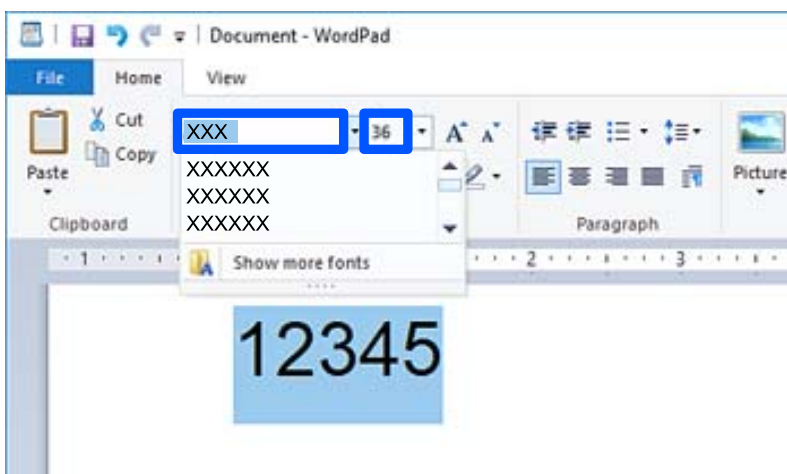 Document - WordPad
File Home View
Cut
Copy
Paste
Clipboard
XXX 36 A A
XXXXXX
XXXXXX
XXXXXX
Show more fonts
Paragraph
Picture
1 2 3
12345